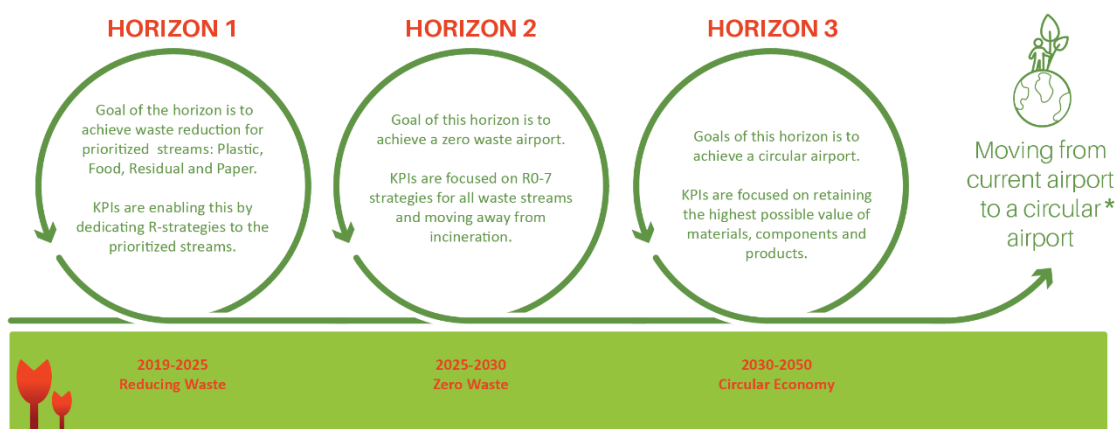 HORIZON 1
Goal of the horizon is to
achieve waste reduction for
prioritized streams: Plastic,
Food, Residual and Paper.
KPIs are enabling this by
dedicating R-strategies to the
prioritized streams.
HORIZON 2
Goal of this horizon is to
achieve a zero waste airport.
KPIs are focused on R0-7
strategies for all waste streams
and moving away from
incineration.
HORIZON 3
Goals of this horizon is to
achieve a circular airport.
KPIs are focused on retaining
the highest possible value of
materials, components and
products.
Moving from
current airport
to a circular *
airport
2019-2025
Reducing Waste
2025-2030
Zero Waste
2030-2050
Circular Economy